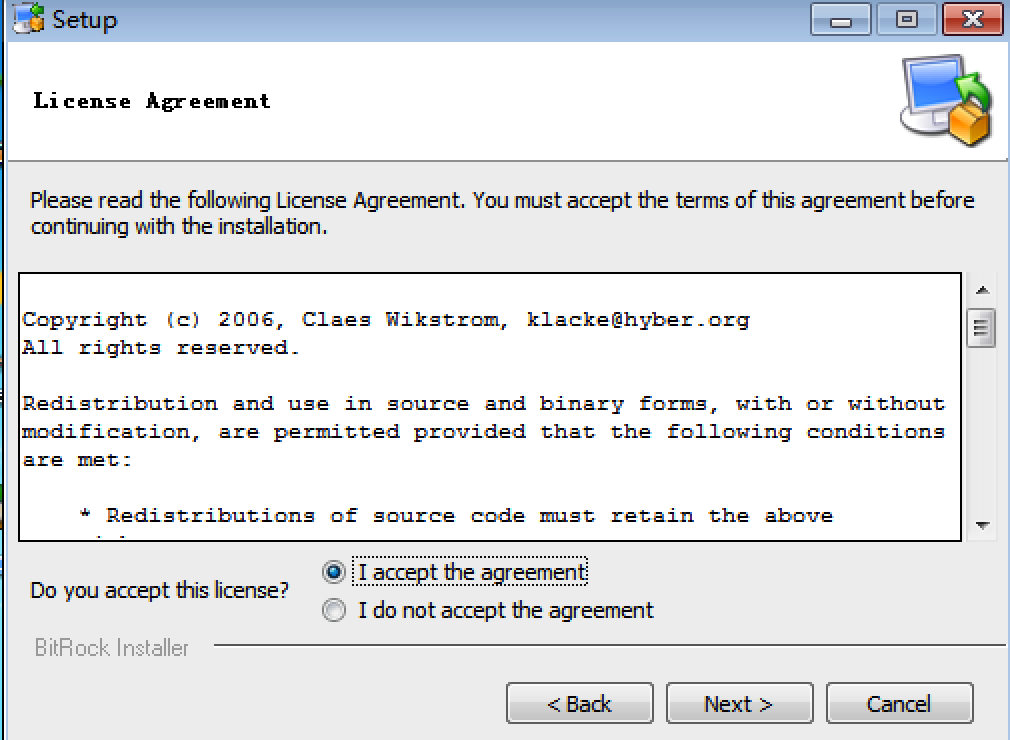 Setup
License Agreement
Please read the following License Agreement. You must accept the terms of this agreement before
continuing with the installation.
Copyright (c) 2006, Claes Wikstrom, klacke@hyber.org
All rights reserved.
Redistribution and use in source and binary forms, with or without
modification, are permitted provided that the following conditions
are met:
* Redistributions of source code must retain the above
Do you accept this license?
I accept the agreement
I do not accept the agreement
BitRock Installer
< Back
Next >
Cancel